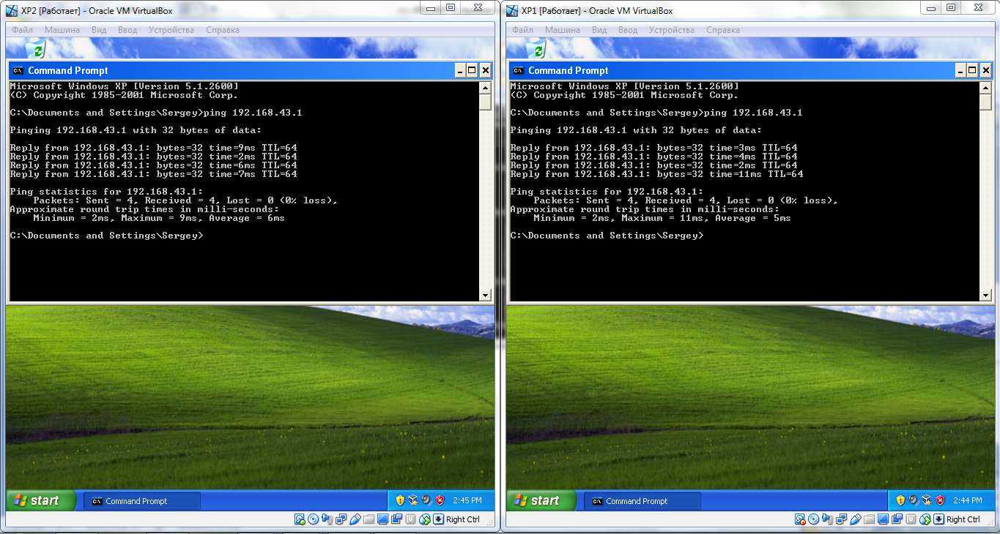 XP2 [Работает] - Oracle VM VirtualBox
Файл Машина Вид Ввод Устройства Справка
Command Prompt
Microsoft Windows XP [Version 5.1.2600]
(C) Copyright 1985-2001 Microsoft Corp.
C:\Documents and Settings\Sergey>ping 192.168.43.1
Pinging 192.168.43.1 with 32 bytes of data:
Reply from 192.168.43.1: bytes=32 time=9ms TTL=64
Reply from 192.168.43.1: bytes=32 time=2ms TTL=64
Reply from 192.168.43.1: bytes=32 time=6ms TTL=64
Reply from 192.168.43.1: bytes=32 time=7ms TTL=64
Ping statistics for 192.168.43.1:
Packets: Sent = 4, Received = 4, Lost = 0 (0% loss),
Approximate round trip times in milli-seconds:
Minimum = 2ms, Maximum = 9ms, Average = 6ms
C:\Documents and Settings\Sergey>
start
Command Prompt
2:45 PM
Right Ctrl
XP1 [Работает] - Oracle VM VirtualBox
Файл Машина Вид Ввод Устройства Справка
Command Prompt
Microsoft Windows XP [Version 5.1.2600]
(C) Copyright 1985-2001 Microsoft Corp.
C:\Documents and Settings\Sergey>ping 192.168.43.1
Pinging 192.168.43.1 with 32 bytes of data:
Reply from 192.168.43.1: bytes=32 time=3ms TTL=64
Reply from 192.168.43.1: bytes=32 time=4ms TTL=64
Reply from 192.168.43.1: bytes=32 time=2ms TTL=64
Reply from 192.168.43.1: bytes=32 time=11ms TTL=64
Ping statistics for 192.168.43.1:
Packets: Sent = 4, Received = 4, Lost = 0 (0% loss),
Approximate round trip times in milli-seconds:
Minimum = 2ms, Maximum = 11ms, Average = 5ms
C:\Documents and Settings\Sergey>
start
Command Prompt
2:44 PM
Right Ctrl